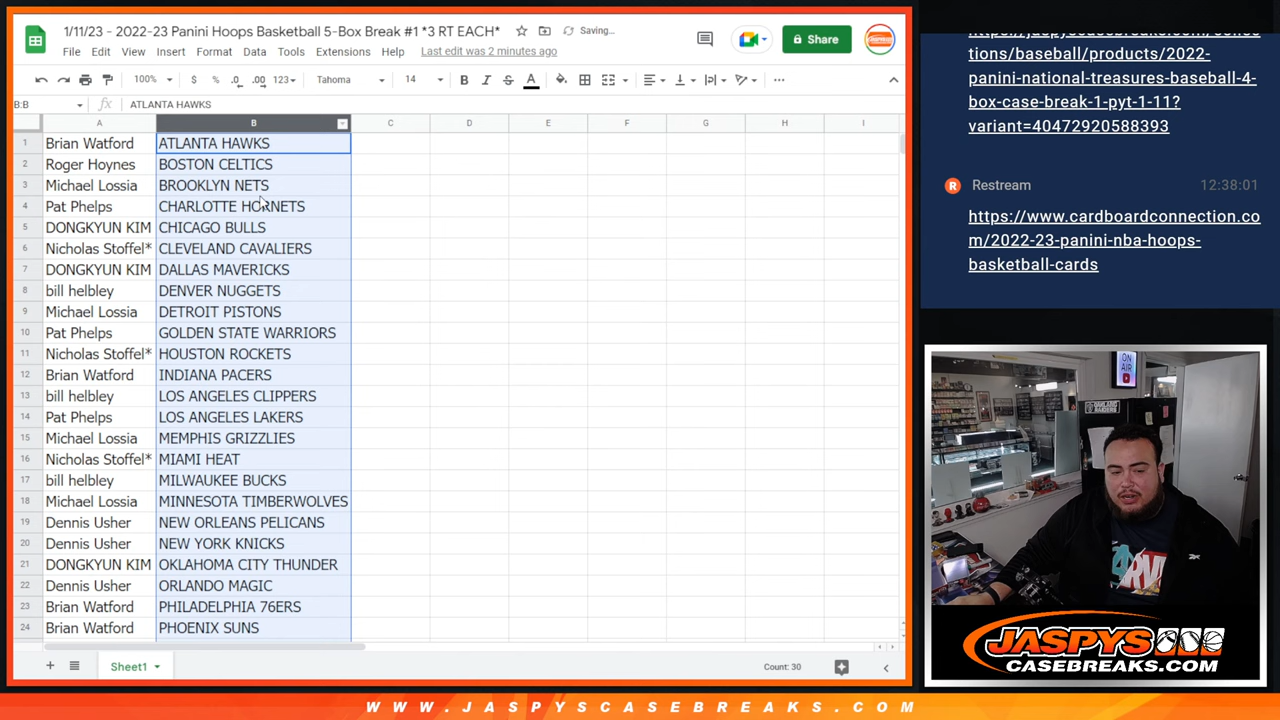 1/11/23 - 2022-23 Panini Hoops Basketball 5-Box Break #1 *3 RT EACH*
Saving...
Share
File Edit View Insert Format Data Tools Extensions Help Last edit was 2 minutes ago
100% $ % .0 .00 123 Tahoma 14 B I S A
B:B fx ATLANTA HAWKS
A B C D E F G H I
1 Brian Watford ATLANTA HAWKS
2 Roger Hoynes BOSTON CELTICS
3 Michael Lossia BROOKLYN NETS
4 Pat Phelps CHARLOTTE HORNETS
5 DONGKYUN KIM CHICAGO BULLS
6 Nicholas Stoffel* CLEVELAND CAVALIERS
7 DONGKYUN KIM DALLAS MAVERICKS
8 bill helbley DENVER NUGGETS
9 Michael Lossia DETROIT PISTONS
10 Pat Phelps GOLDEN STATE WARRIORS
11 Nicholas Stoffel* HOUSTON ROCKETS
12 Brian Watford INDIANA PACERS
13 bill helbley LOS ANGELES CLIPPERS
14 Pat Phelps LOS ANGELES LAKERS
15 Michael Lossia MEMPHIS GRIZZLIES
16 Nicholas Stoffel* MIAMI HEAT
17 bill helbley MILWAUKEE BUCKS
18 Michael Lossia MINNESOTA TIMBERWOLVES
19 Dennis Usher NEW ORLEANS PELICANS
20 Dennis Usher NEW YORK KNICKS
21 DONGKYUN KIM OKLAHOMA CITY THUNDER
22 Dennis Usher ORLANDO MAGIC
23 Brian Watford PHILADELPHIA 76ERS
24 Brian Watford PHOENIX SUNS
Sheet1
Count: 30
tions/baseball/products/2022-
panini-national-treasures-baseball-4-
box-case-break-1-pyt-1-11?
variant=40472920588393
Restream 12:38:01
https://www.cardboardconnection.co
m/2022-23-panini-nba-hoops-
basketball-cards
ON
AIR
JASPYS
CASEBREAKS.COM
WWW.JASPYSCASEBREAKS.COM